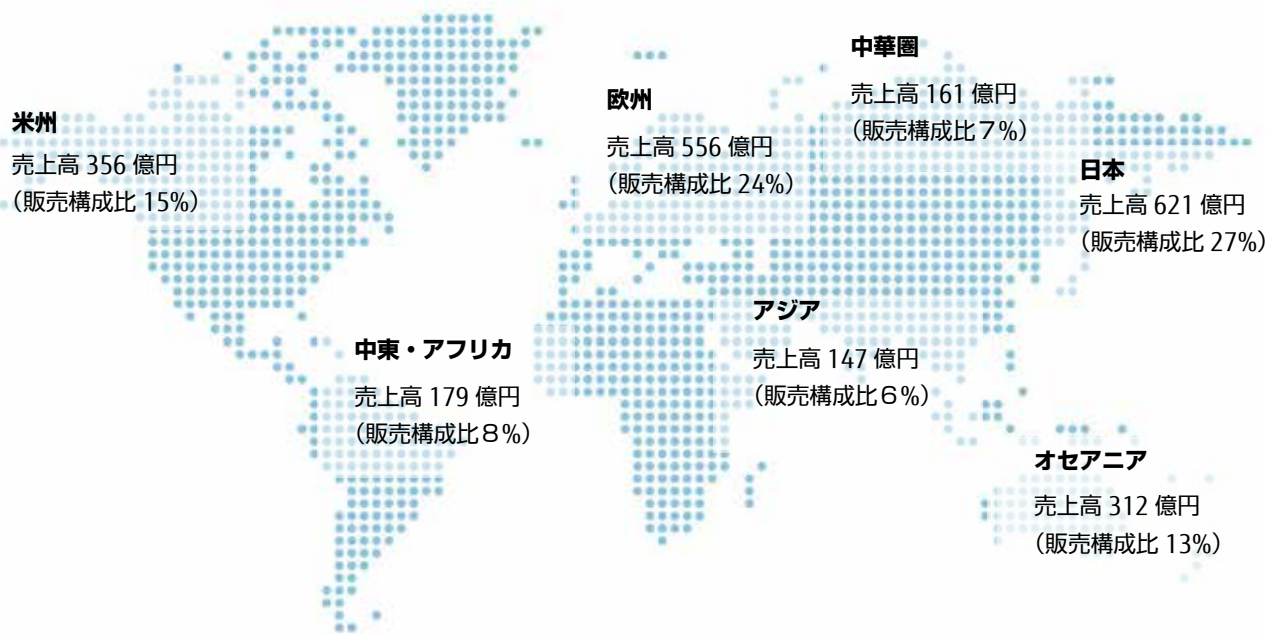 中華圏
売上高 161 億円
（販売構成比７%）
欧州
売上高 556 億円
（販売構成比 24%）
米州
売上高 356 億円
（販売構成比 15%）
日本
売上高 621 億円
（販売構成比 27%）
アジア
売上高 147 億円
（販売構成比６%）
中東・アフリカ
売上高 179 億円
（販売構成比８%）
オセアニア
売上高 312 億円
（販売構成比 13%）